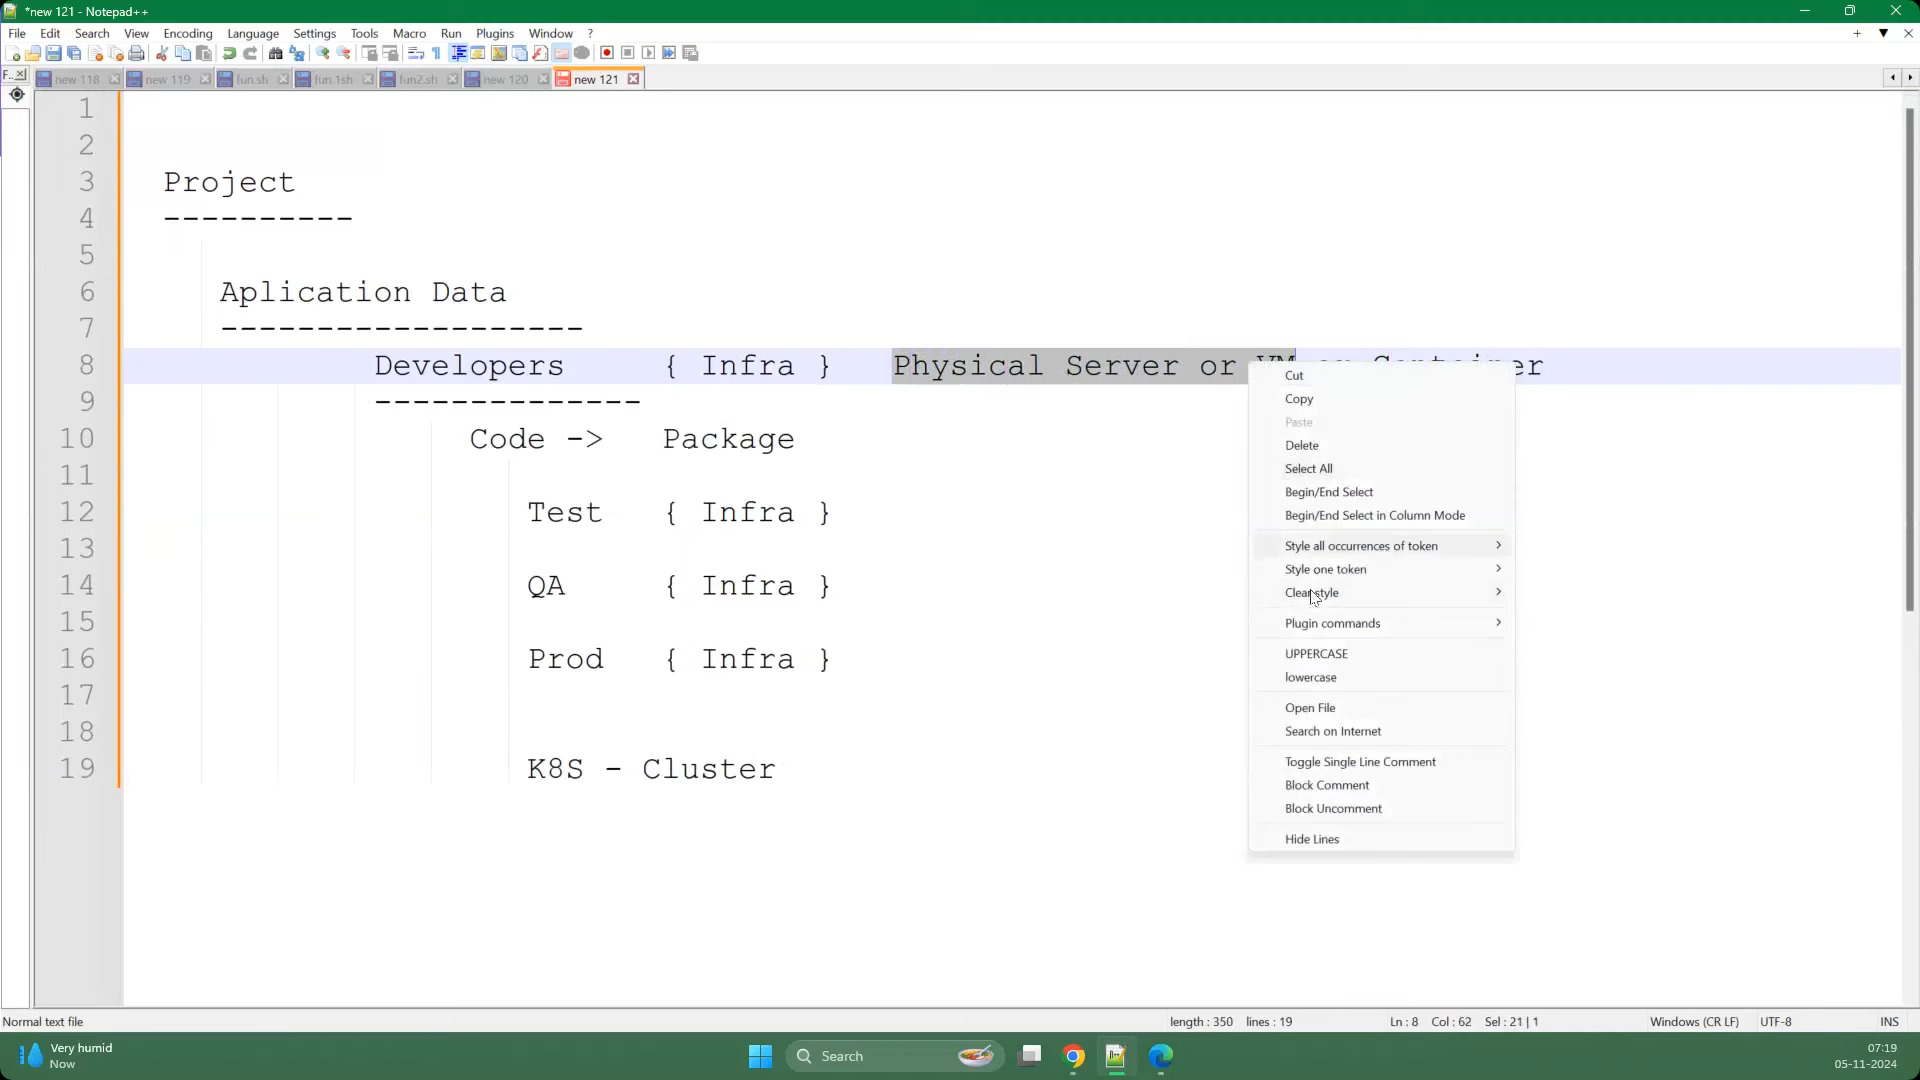 *new 121 - Notepad++
File Edit Search View Encoding Language Settings Tools Macro Run Plugins Window ?
F..
new 118 new 119 fun.sh fun.1sh fun2.sh new 120 new 121
1
2
3 Project
4 ----------
5
6 Aplication Data
7 -------------------
8 Developers { Infra } Physical Server or VM Container
9 --------------
10 Code -> Package
11
12 Test { Infra }
13
14 QA { Infra }
15
16 Prod { Infra }
17
18
19 K8S - Cluster
Cut
Copy
Paste
Delete
Select All
Begin/End Select
Begin/End Select in Column Mode
Style all occurrences of token
Style one token
Clear style
Plugin commands
UPPERCASE
lowercase
Open File
Search on Internet
Toggle Single Line Comment
Block Comment
Block Uncomment
Hide Lines
Normal text file length : 350 lines : 19 Ln : 8 Col : 62 Sel : 21 | 1 Windows (CR LF) UTF-8 INS
Very humid
Now
Search
07:19
05-11-2024